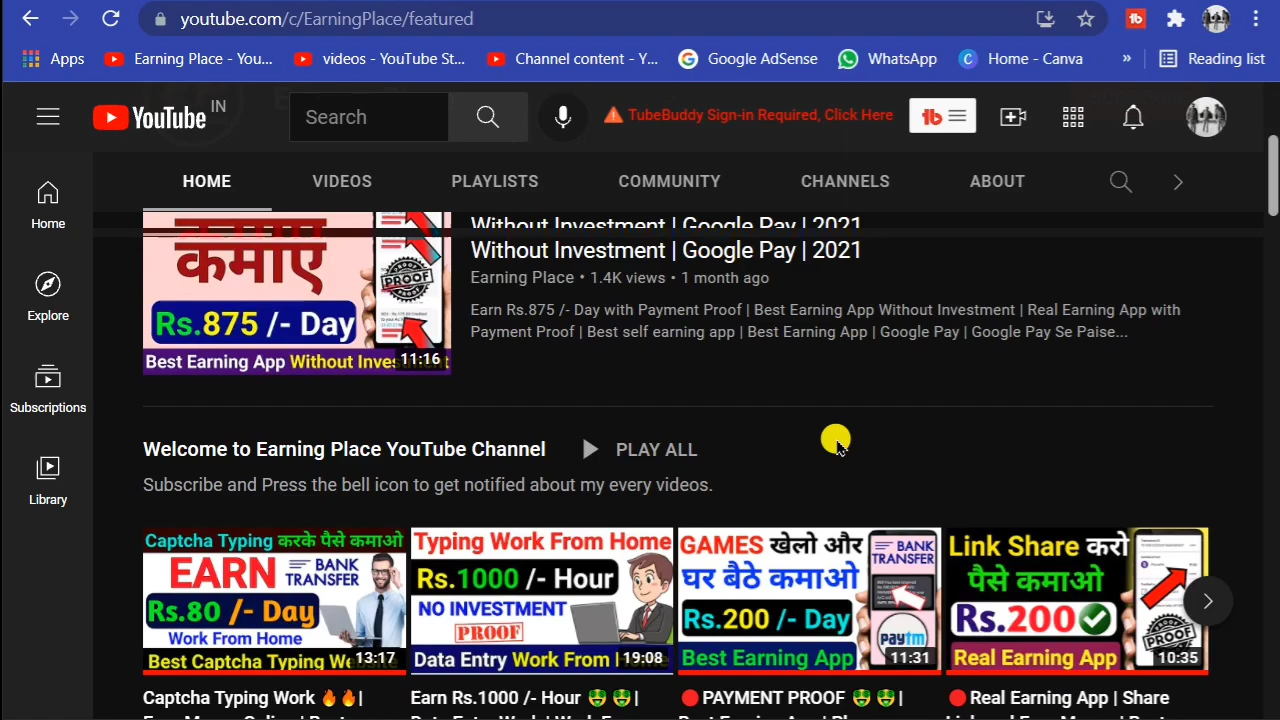 youtube.com/c/EarningPlace/featured
Apps
Earning Place - You...
videos - YouTube St...
Channel content - Y...
Google AdSense
WhatsApp
Home - Canva
»
Reading list
YouTube IN
Search
TubeBuddy Sign-in Required, Click Here
tb
HOME
VIDEOS
PLAYLISTS
COMMUNITY
CHANNELS
ABOUT
Home
Explore
Subscriptions
Library
कमाए
PROOF
Rs.875 /- Day
Best Earning App Without Inves
11:16
Without Investment | Google Pay | 2021
Without Investment | Google Pay | 2021
Earning Place • 1.4K views • 1 month ago
Earn Rs.875 /- Day with Payment Proof | Best Earning App Without Investment | Real Earning App with
Payment Proof | Best self earning app | Best Earning App | Google Pay | Google Pay Se Paise...
Welcome to Earning Place YouTube Channel
PLAY ALL
Subscribe and Press the bell icon to get notified about my every videos.
Captcha Typing करके पैसे कमाओ
EARN
BANK
TRANSFER
Rs.80 /- Day
Work From Home
Best Captcha Typing We
13:17
Typing Work From Home
Rs.1000 /- Hour
NO INVESTMENT
PROOF
Data Entry Work From
19:08
GAMES खेलो और
घर बैठे कमाओ
BANK
TRANSFER
Rs.200 /- Day
paytm
Best Earning App
11:31
Link Share करो
पैसे कमाओ
Rs.200
PROOF
Real Earning App
10:35
Captcha Typing Work 🔥🔥|
Earn Rs.1000 /- Hour 🤑🤑|
🔴PAYMENT PROOF 🤑🤑|
🔴Real Earning App | Share